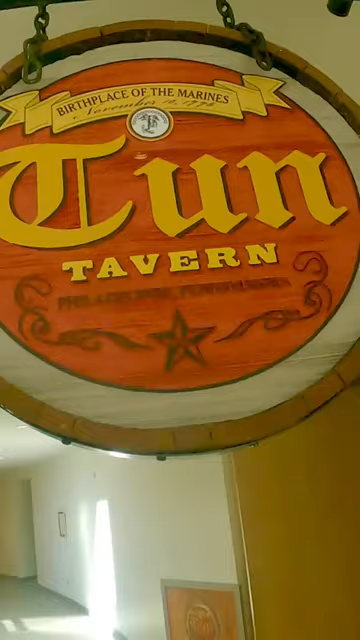 BIRTHPLACE OF THE MARINES
November 10, 1775
Tun
TAVERN
PHILADELPHIA, PENNSYLVANIA